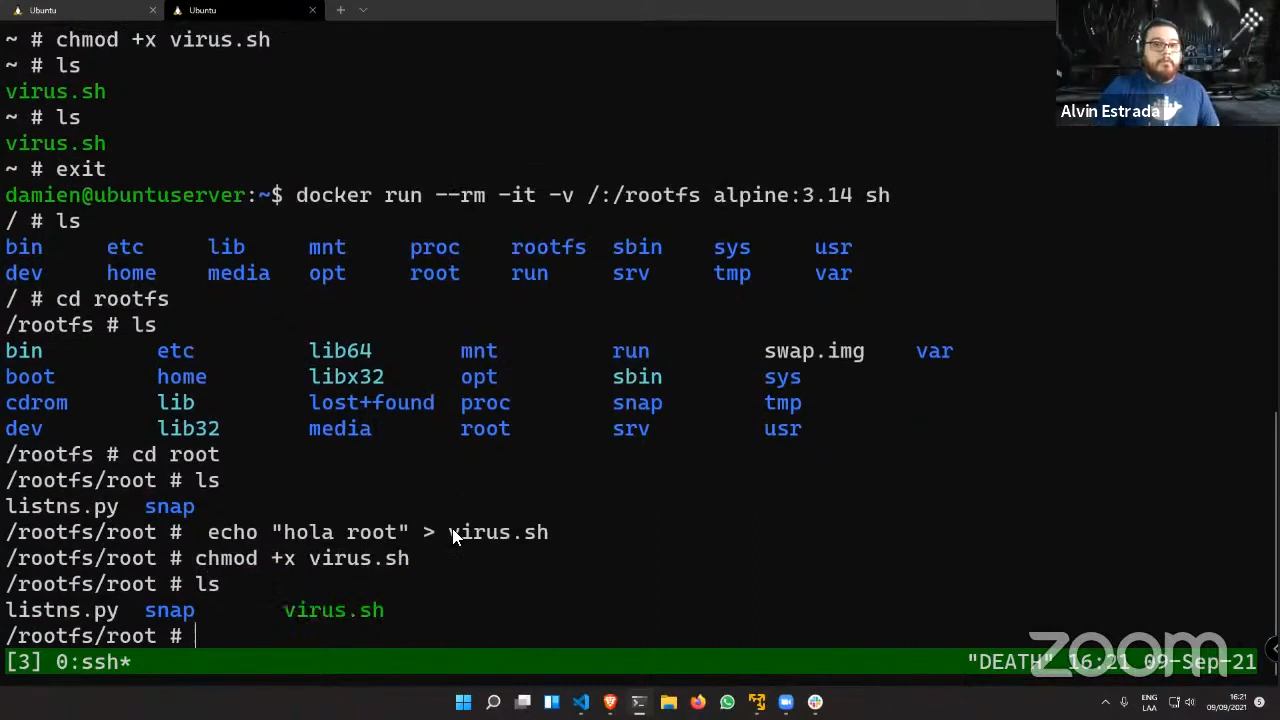 Ubuntu
Ubuntu
~ # chmod +x virus.sh
~ # ls
virus.sh
~ # ls
virus.sh
~ # exit
damien@ubuntuserver:~$ docker run --rm -it -v /:/rootfs alpine:3.14 sh
/ # ls
bin etc lib mnt proc rootfs sbin sys usr
dev home media opt root run srv tmp var
/ # cd rootfs
/rootfs # ls
bin etc lib64 mnt run swap.img var
boot home libx32 opt sbin sys
cdrom lib lost+found proc snap tmp
dev lib32 media root srv usr
/rootfs # cd root
/rootfs/root # ls
listns.py snap
/rootfs/root # echo "hola root" > virus.sh
/rootfs/root # chmod +x virus.sh
/rootfs/root # ls
listns.py snap virus.sh
/rootfs/root #
[3] 0:ssh* "DEATH" 16:21 09-Sep-21
Alvin Estrada
zoom
ENG
LAA
16:21
09/09/2021
5